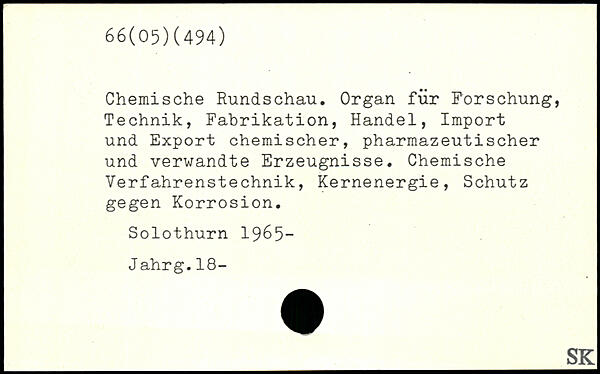 66(05)(494)
Chemische Rundschau. Organ für Forschung,
Technik, Fabrikation, Handel, Import
und Export chemischer, pharmazeutischer
und verwandte Erzeugnisse. Chemische
Verfahrenstechnik, Kernenergie, Schutz
gegen Korrosion.
Solothurn 1965-
Jahrg.18-
SK